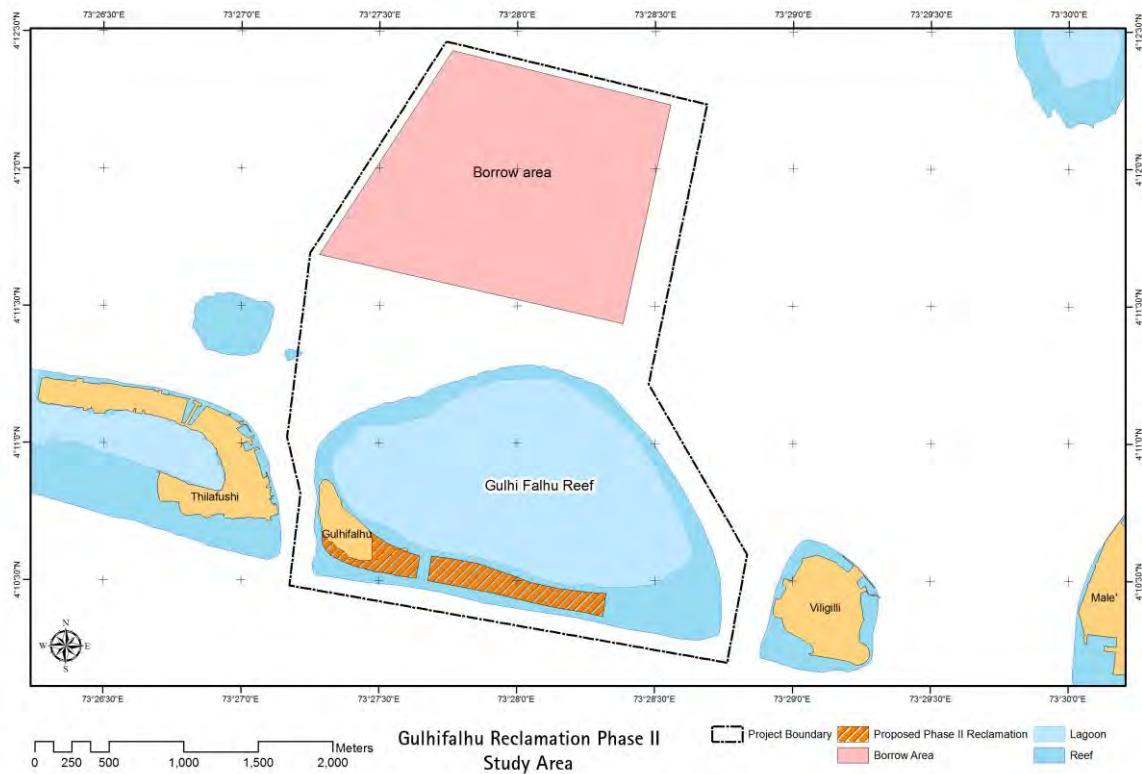 73°26'30"E 73°27'0"E 73°27'30"E 73°28'0"E 73°28'30"E 73°29'0"E 73°29'30"E 73°30'0"E
4°12'30"N 4°12'30"N
4°12'0"N 4°12'0"N
4°11'30"N 4°11'30"N
4°11'0"N 4°11'0"N
4°10'30"N 4°10'30"N
Borrow area
Gulhi Falhu Reef
Thilafushi
Gulhifalhu
Viligilli
Male'
N
W E
S
73°26'30"E 73°27'0"E 73°27'30"E 73°28'0"E 73°28'30"E 73°29'0"E 73°29'30"E 73°30'0"E
0 250 500 1,000 1,500 2,000 Meters
Gulhifalhu Reclamation Phase II
Study Area
Project Boundary
Proposed Phase II Reclamation
Borrow Area
Lagoon
Reef